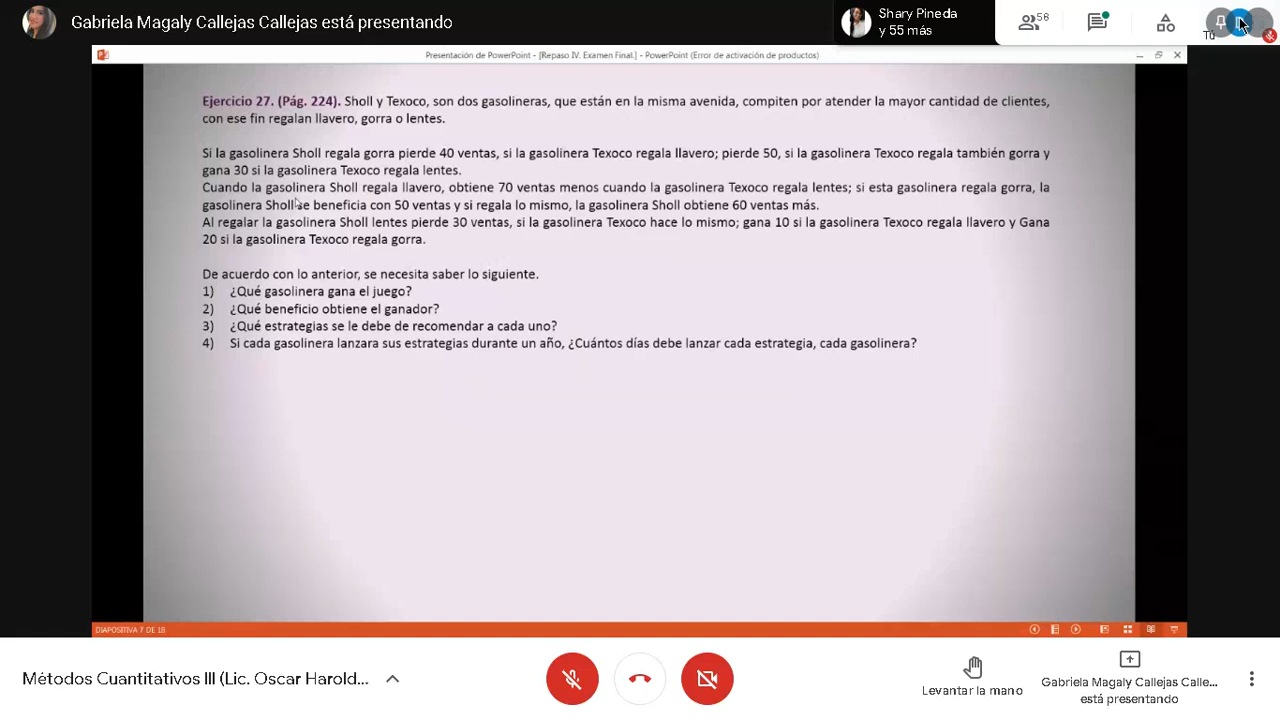 Gabriela Magaly Callejas Callejas está presentando
Shary Pineda
y 55 más
56
Tú
Presentación de PowerPoint - [Repaso IV. Examen Final.] - PowerPoint (Error de activación de productos)
Ejercicio 27. (Pág. 224). Sholl y Texoco, son dos gasolineras, que están en la misma avenida, compiten por atender la mayor cantidad de clientes,
con ese fin regalan llavero, gorra o lentes.
Si la gasolinera Sholl regala gorra pierde 40 ventas, si la gasolinera Texoco regala llavero; pierde 50, si la gasolinera Texoco regala también gorra y
gana 30 si la gasolinera Texoco regala lentes.
Cuando la gasolinera Sholl regala llavero, obtiene 70 ventas menos cuando la gasolinera Texoco regala lentes; si esta gasolinera regala gorra, la
gasolinera Sholl se beneficia con 50 ventas y si regala lo mismo, la gasolinera Sholl obtiene 60 ventas más.
Al regalar la gasolinera Sholl lentes pierde 30 ventas, si la gasolinera Texoco hace lo mismo; gana 10 si la gasolinera Texoco regala llavero y Gana
20 si la gasolinera Texoco regala gorra.
De acuerdo con lo anterior, se necesita saber lo siguiente.
1) ¿Qué gasolinera gana el juego?
2) ¿Qué beneficio obtiene el ganador?
3) ¿Qué estrategias se le debe de recomendar a cada uno?
4) Si cada gasolinera lanzara sus estrategias durante un año, ¿Cuántos días debe lanzar cada estrategia, cada gasolinera?
DIAPOSITIVA 7 DE 18
Métodos Cuantitativos III (Lic. Oscar Harold...
Levantar la mano
Gabriela Magaly Callejas Calle...
está presentando